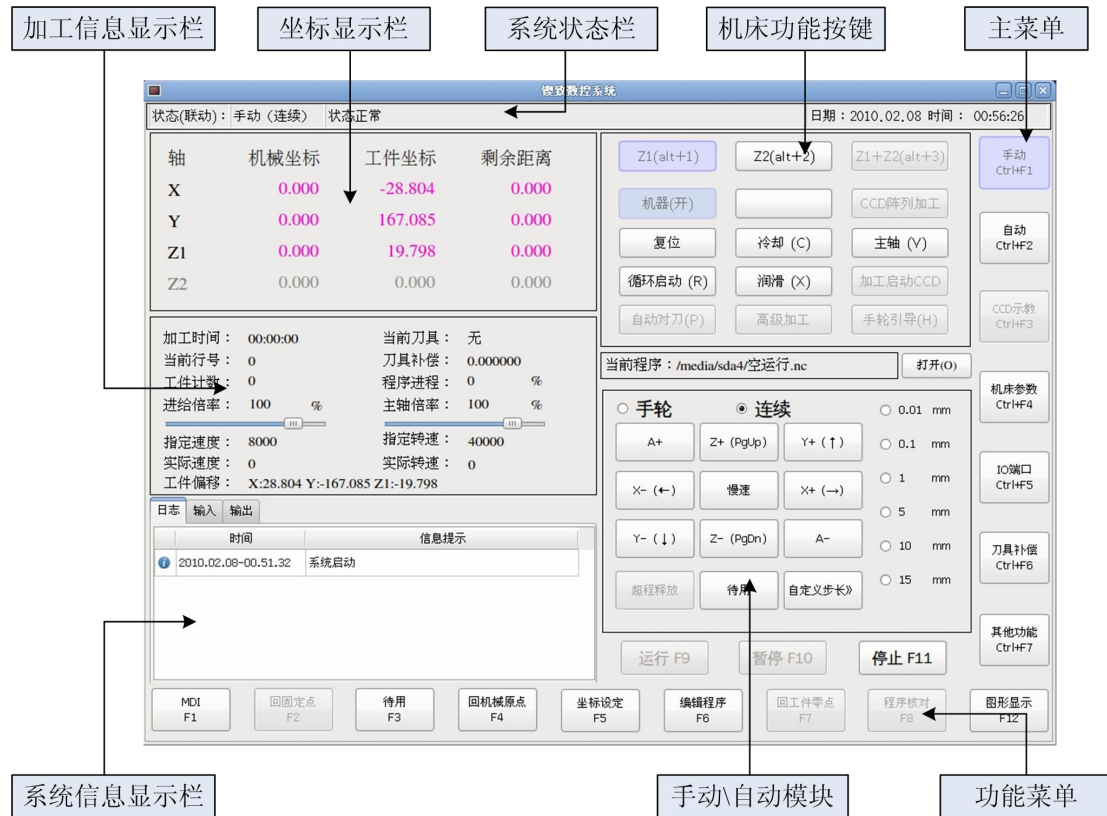 加工信息显示栏 坐标显示栏 系统状态栏 机床功能按键 主菜单
镗致数控系统
状态(联动)：手动（连续） 状态正常 日期：2010.02.08 时间： 00:56:26
轴 机械坐标 工件坐标 剩余距离
X 0.000 -28.804 0.000
Y 0.000 167.085 0.000
Z1 0.000 19.798 0.000
Z2 0.000 0.000 0.000
Z1(alt+1) Z2(alt+2) Z1+Z2(alt+3)
机器(开) CCD阵列加工
复位 冷却 (C) 主轴 (V)
循环启动 (R) 润滑 (X) 加工启动CCD
自动对刀(P) 高级加工 手轮引导(H)
手动
Ctrl+F1
自动
Ctrl+F2
CCD示教
Ctrl+F3
机床参数
Ctrl+F4
IO端口
Ctrl+F5
刀具补偿
Ctrl+F6
其他功能
Ctrl+F7
加工时间： 00:00:00 当前刀具： 无
当前行号： 0 刀具补偿： 0.000000
工件计数： 0 程序进程： 0 %
进给倍率： 100 % 主轴倍率： 100 %
指定速度： 8000 指定转速： 40000
实际速度： 0 实际转速： 0
工件偏移： X:28.804 Y:-167.085 Z1:-19.798
当前程序：/media/sda4/空运行.nc 打开(O)
手轮 连续 0.01 mm
A+ Z+ (PgUp) Y+ (↑) 0.1 mm
X- (←) 慢速 X+ (→) 1 mm
5 mm
Y- (↓) Z- (PgDn) A- 10 mm
超程释放 待用 自定义步长》 15 mm
日志 输入 输出
时间 信息提示
2010.02.08-00.51.32 系统启动
运行 F9 暂停 F10 停止 F11
MDI 回固定点 待用 回机械原点 坐标设定 编辑程序 回工件零点 程序核对 图形显示
F1 F2 F3 F4 F5 F6 F7 F8 F12
系统信息显示栏 手动\自动模块 功能菜单